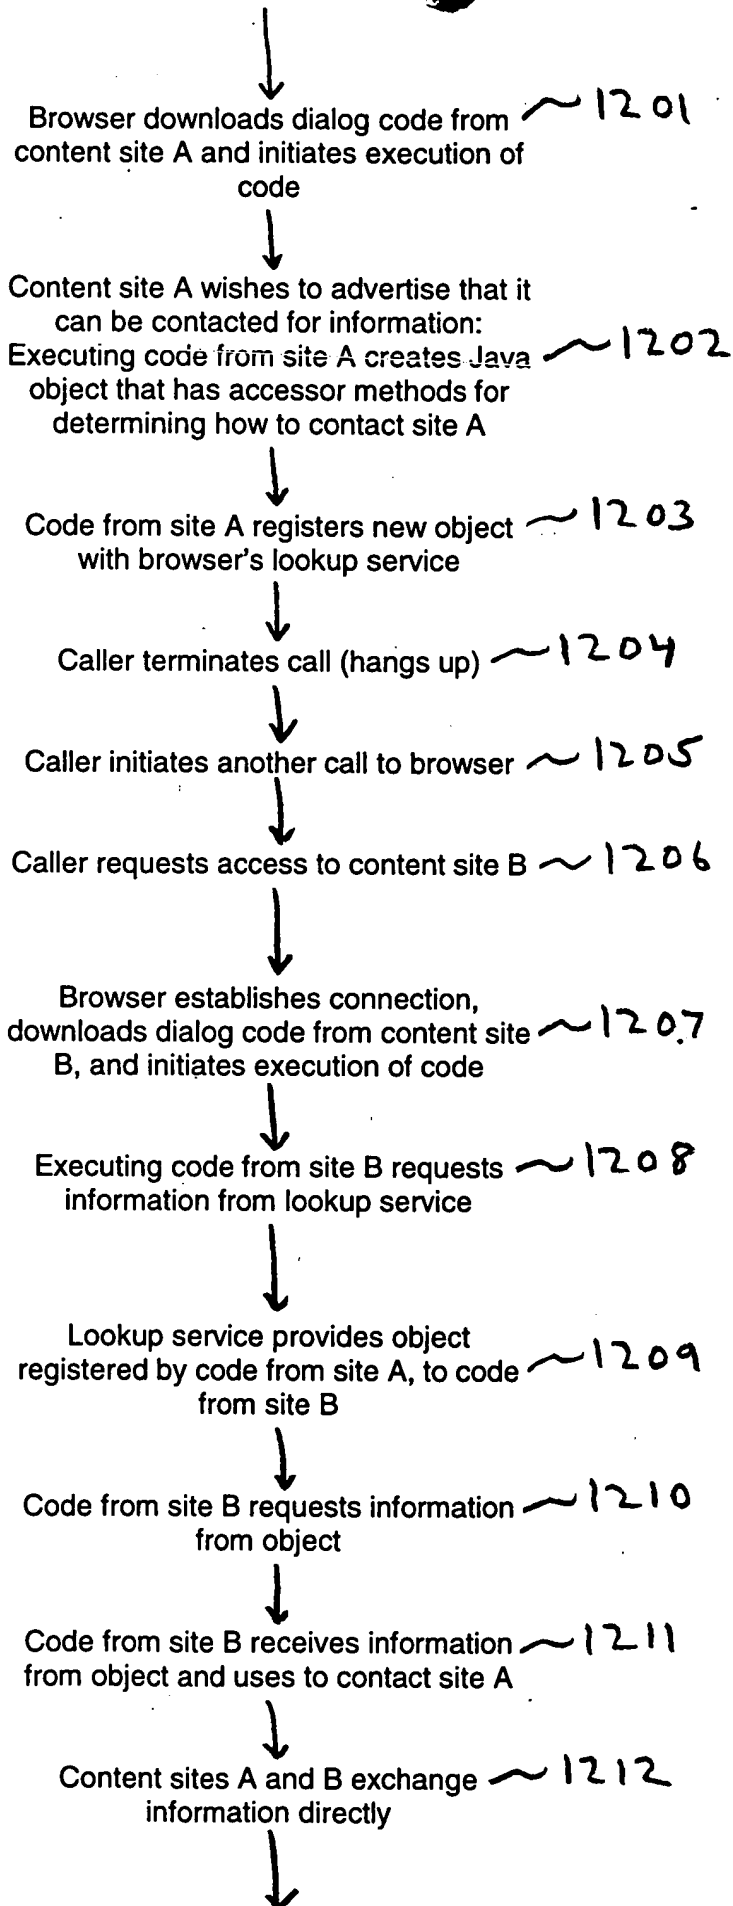 Browser downloads dialog code from ~1201
content site A and initiates execution of
code
Content site A wishes to advertise that it
can be contacted for information:
Executing code from site A creates Java ~1202
object that has accessor methods for
determining how to contact site A
Code from site A registers new object ~1203
with browser's lookup service
Caller terminates call (hangs up) ~1204
Caller initiates another call to browser ~1205
Caller requests access to content site B ~1206
Browser establishes connection,
downloads dialog code from content site ~1207
B, and initiates execution of code
Executing code from site B requests ~1208
information from lookup service
Lookup service provides object
registered by code from site A, to code ~1209
from site B
Code from site B requests information ~1210
from object
Code from site B receives information ~1211
from object and uses to contact site A
Content sites A and B exchange ~1212
information directly